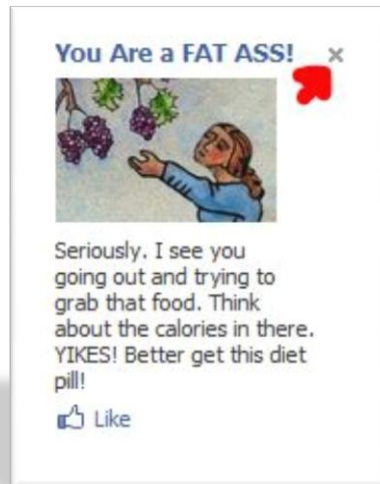 You Are a FAT ASS!
Seriously. I see you
going out and trying to
grab that food. Think
about the calories in there.
YIKES! Better get this diet
pill!
Like